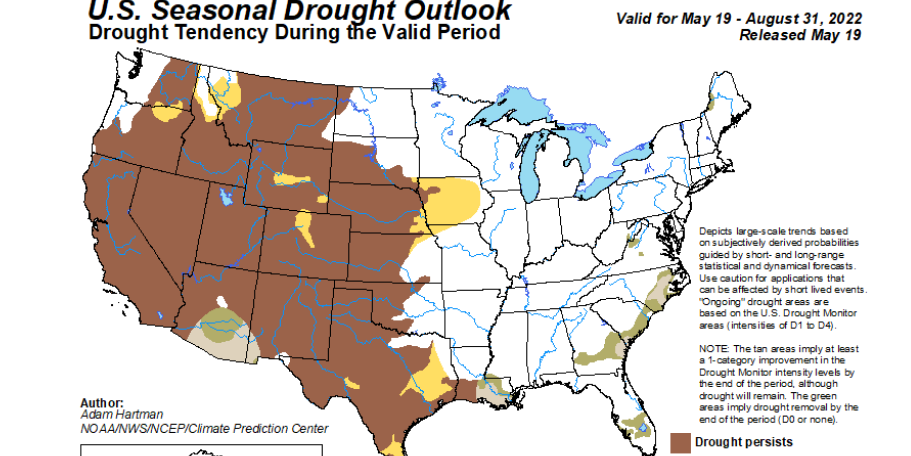 U.S. Seasonal Drought Outlook
Drought Tendency During the Valid Period
Valid for May 19 - August 31, 2022
Released May 19
Depicts large-scale trends based
on subjectively derived probabilities
guided by short- and long-range
statistical and dynamical forecasts.
Use caution for applications that
can be affected by short lived events.
"Ongoing" drought areas are
based on the U.S. Drought Monitor
areas (intensities of D1 to D4).
NOTE: The tan areas imply at least
a 1-category improvement in the
Drought Monitor intensity levels by
the end of the period, although
drought will remain. The green
areas imply drought removal by the
end of the period (D0 or none).
Author:
Adam Hartman
NOAA/NWS/NCEP/Climate Prediction Center
Drought persists